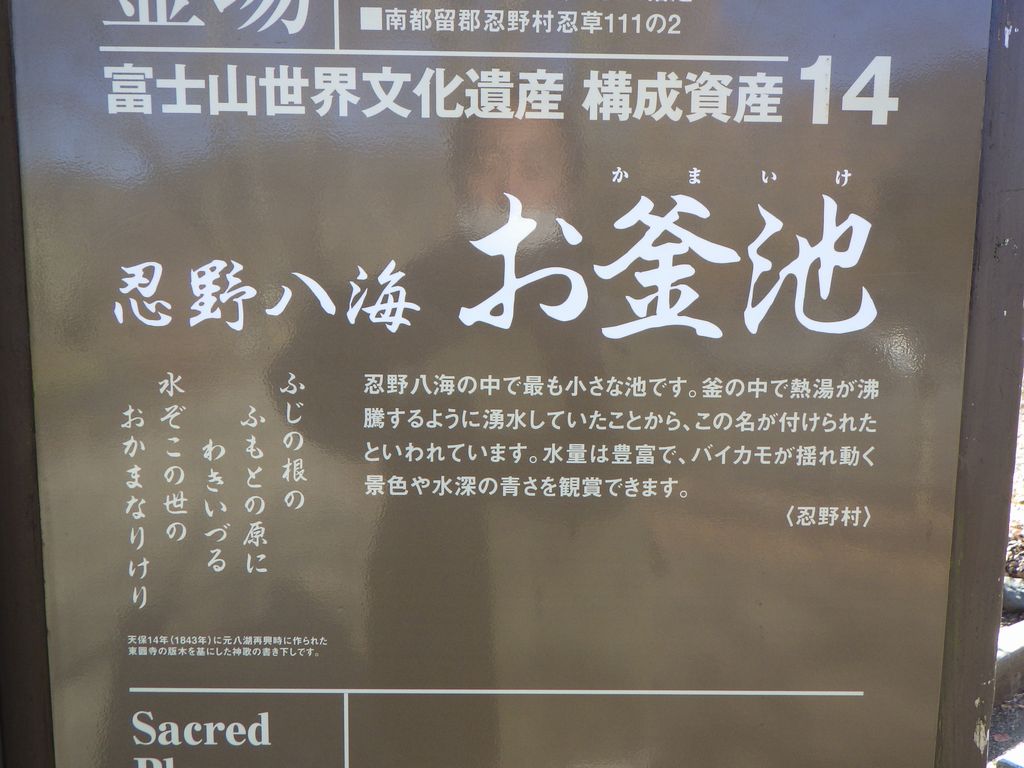 霊場
■南都留郡忍野村忍草111の2
富士山世界文化遺産 構成資産14
かまいけ
忍野八海 お釜池
忍野八海の中で最も小さな池です。釜の中で熱湯が沸
騰するように湧水していたことから、この名が付けられた
といわれています。水量は豊富で、バイカモが揺れ動く
景色や水深の青さを観賞できます。
〈忍野村〉
ふじの根の
ふもとの原に
わきいづる
水ぞこの世の
おかまなりけり
天保14年(1843年)に元八湖再興時に作られた
東圓寺の版木を基にした神歌の書き下しです。
Sacred